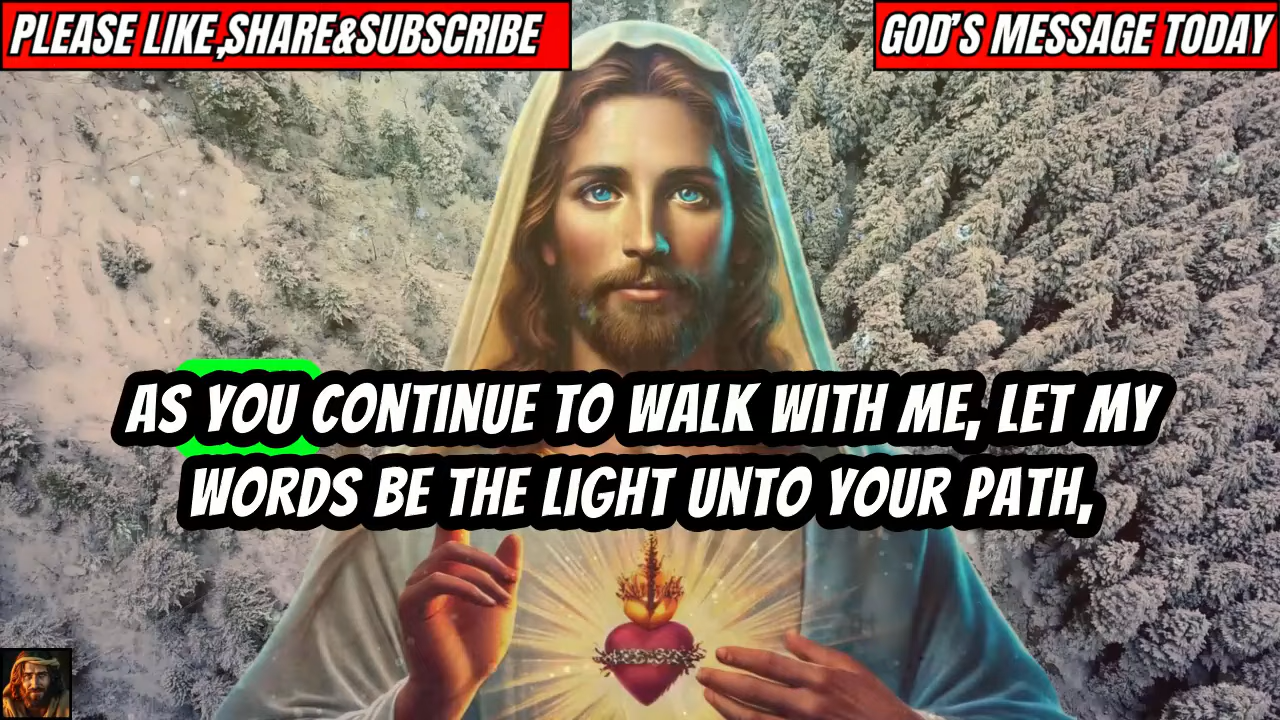 PLEASE LIKE,SHARE&SUBSCRIBE
GOD'S MESSAGE TODAY
AS YOU CONTINUE TO WALK WITH ME, LET MY
WORDS BE THE LIGHT UNTO YOUR PATH,